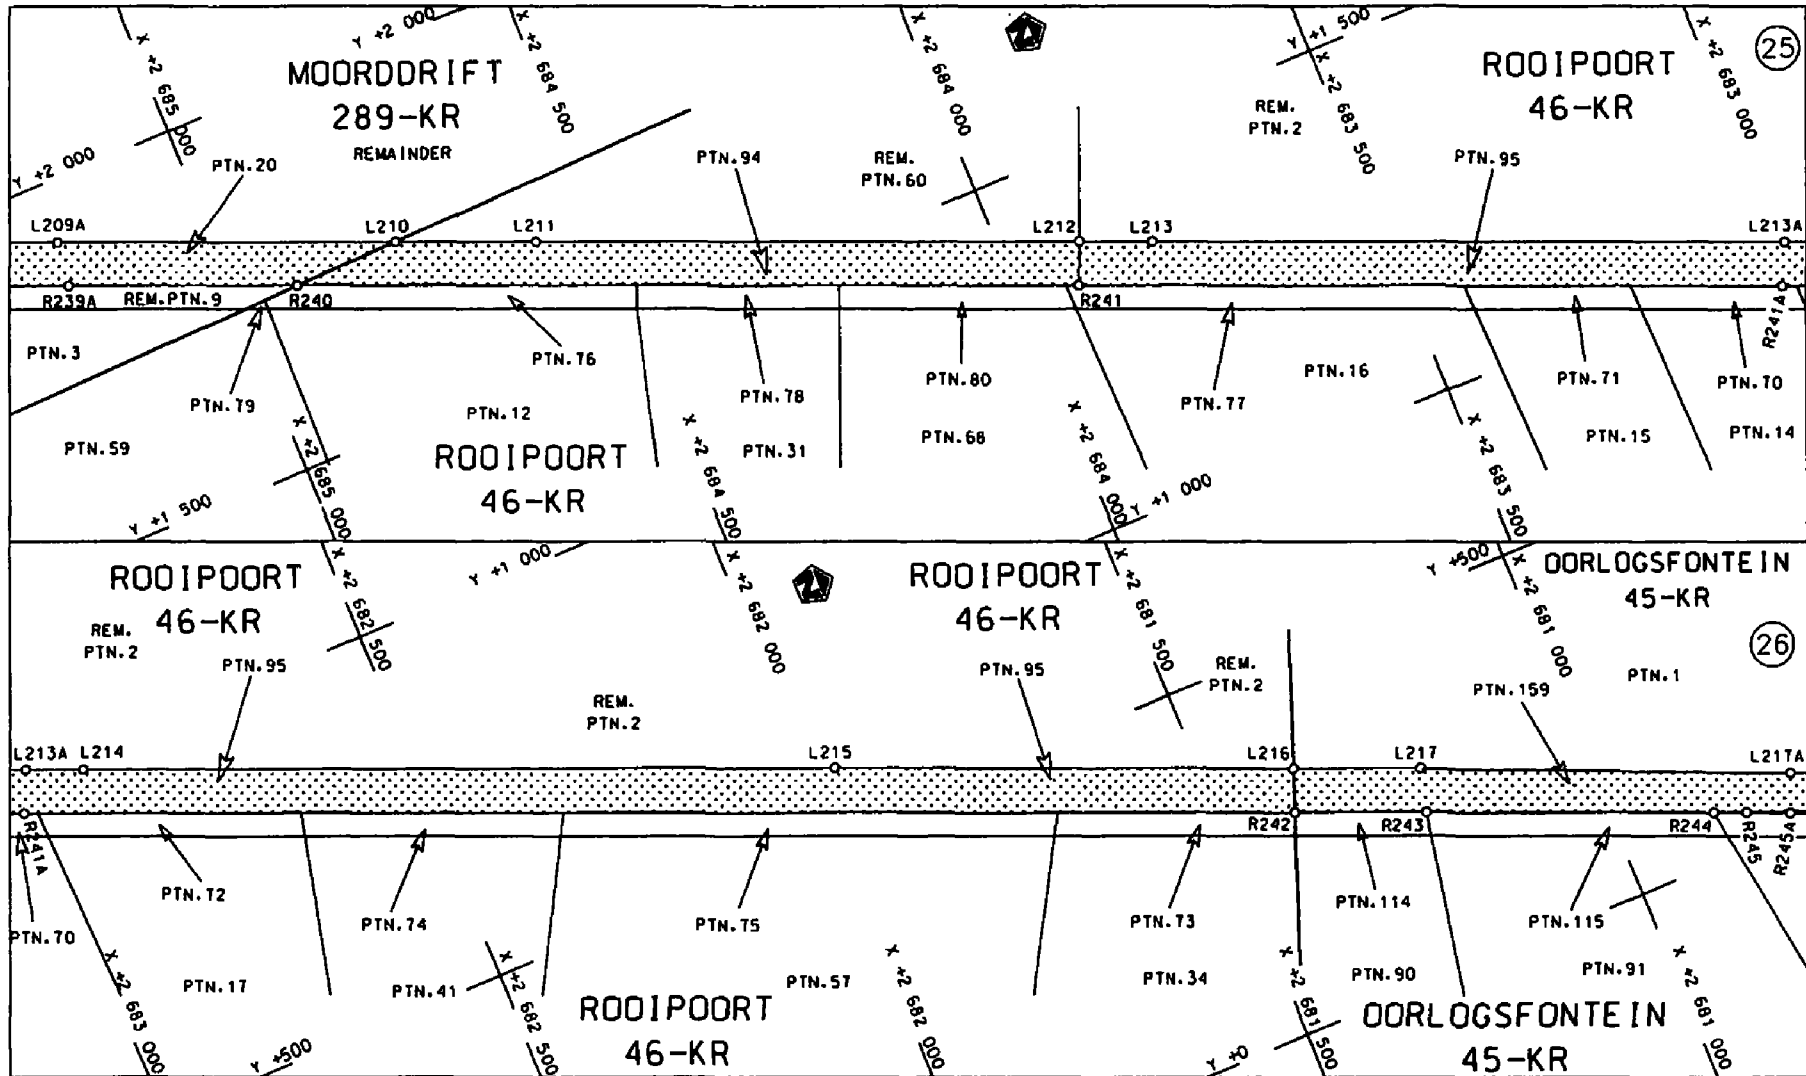 X +2 685 000
Y +2 000
X +2 684 500
X +2 684 000
Y +1 500
X +2 683 500
X +2 683 000
25
MOORDDRIFT
289-KR
REMAINDER
ROOIPOORT
46-KR
REM.
PTN.2
Y +2 000
PTN.20
PTN.94
REM.
PTN.60
PTN.95
L209A
L210
L211
L212
L213
L213A
R239A
REM.PTN.9
R240
R241
R241A
PTN.3
PTN.79
PTN.76
PTN.78
PTN.80
PTN.77
PTN.16
PTN.71
PTN.70
PTN.59
PTN.12
PTN.31
PTN.68
PTN.15
PTN.14
ROOIPOORT
46-KR
X +2 685 000
X +2 684 500
X +2 684 000
X +2 683 500
Y +1 500
Y +1 000
ROOIPOORT
46-KR
REM.
PTN.2
X +2 682 500
Y +1 000
X +2 682 000
ROOIPOORT
46-KR
X +2 681 500
Y +500
X +2 681 000
OORLOGSFONTEIN
45-KR
26
PTN.95
REM.
PTN.2
PTN.95
REM.
PTN.2
PTN.159
PTN.1
L213A
L214
L215
L216
L217
L217A
R241A
R242
R243
R244
R245
R245A
PTN.70
PTN.72
PTN.74
PTN.75
PTN.73
PTN.114
PTN.115
PTN.17
PTN.41
PTN.57
PTN.34
PTN.90
PTN.91
X +2 683 000
Y +500
X +2 682 500
ROOIPOORT
46-KR
X +2 682 000
Y +0
X +2 681 500
OORLOGSFONTEIN
45-KR
X +2 681 000